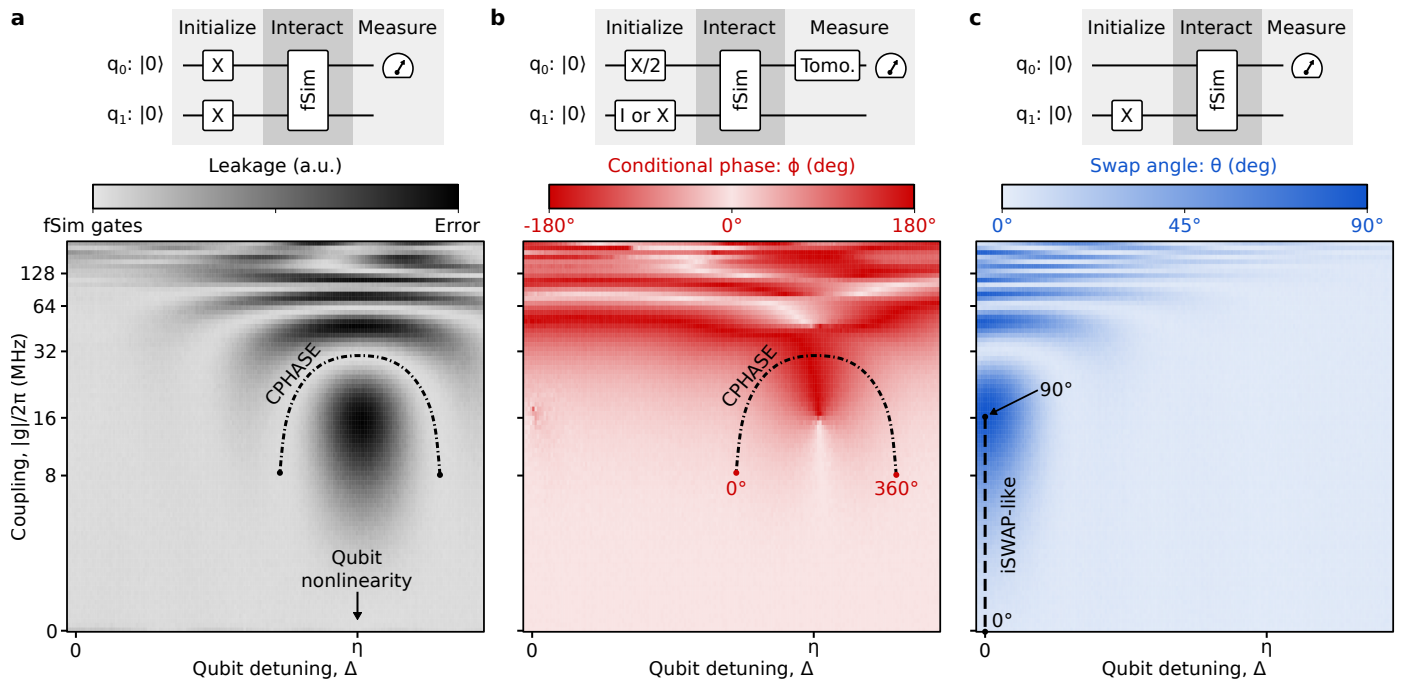 a
Initialize Interact Measure
q0: |0⟩ X
fSim
q1: |0⟩ X
Leakage (a.u.)
fSim gates Error
128
64
32
16
8
0
Coupling, |g|/2π (MHz)
CPHASE
Qubit
nonlinearity
0 η
Qubit detuning, Δ
b
Initialize Interact Measure
q0: |0⟩ X/2 Tomo.
fSim
q1: |0⟩ I or X
Conditional phase: ϕ (deg)
-180° 0° 180°
CPHASE
0° 360°
0 η
Qubit detuning, Δ
c
Initialize Interact Measure
q0: |0⟩
fSim
q1: |0⟩ X
Swap angle: θ (deg)
0° 45° 90°
90°
iSWAP-like
0°
0 η
Qubit detuning, Δ